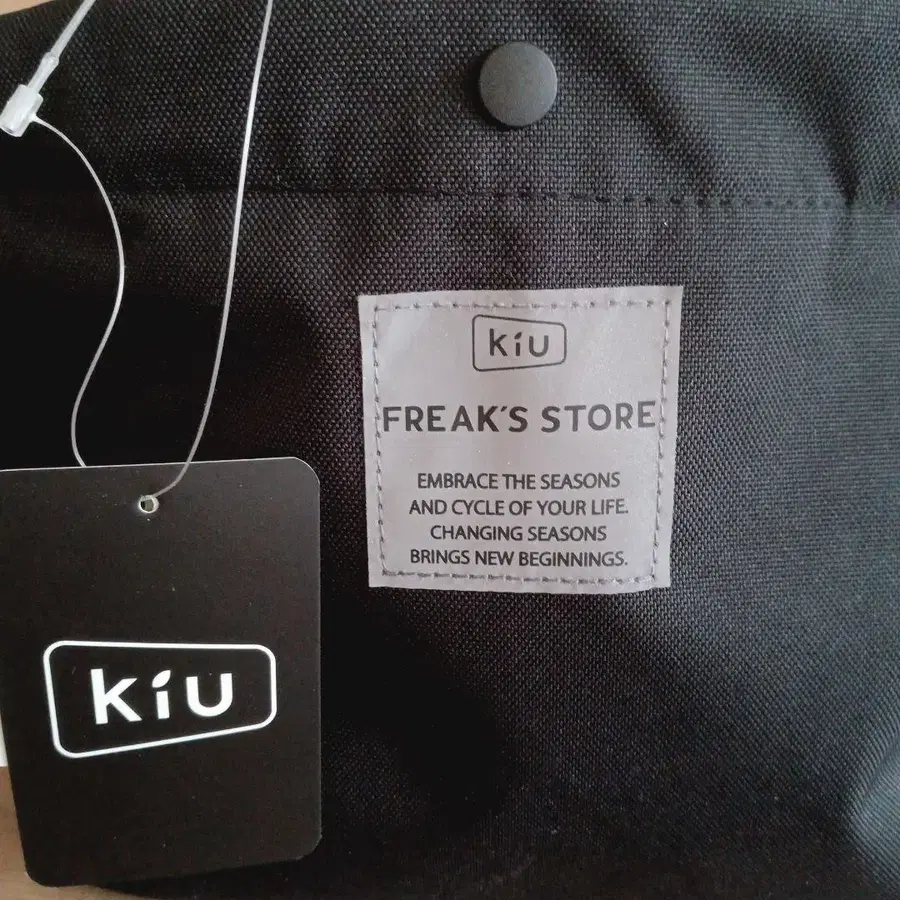 kiu
FREAK'S STORE
EMBRACE THE SEASONS
AND CYCLE OF YOUR LIFE.
CHANGING SEASONS
BRINGS NEW BEGINNINGS.
kiu